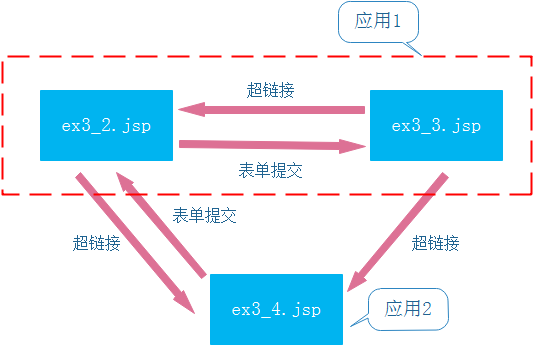 应用1
超链接
ex3_2.jsp
ex3_3.jsp
表单提交
表单提交
超链接
超链接
ex3_4.jsp
应用2